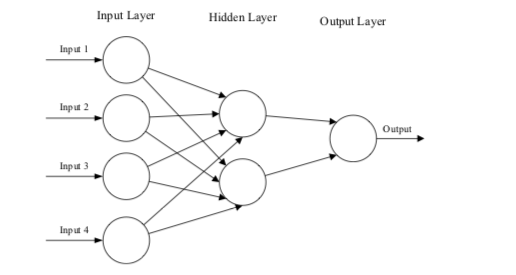 Input Layer
Hidden Layer
Output Layer
Input 1
Input 2
Output
Input 3
Input 4